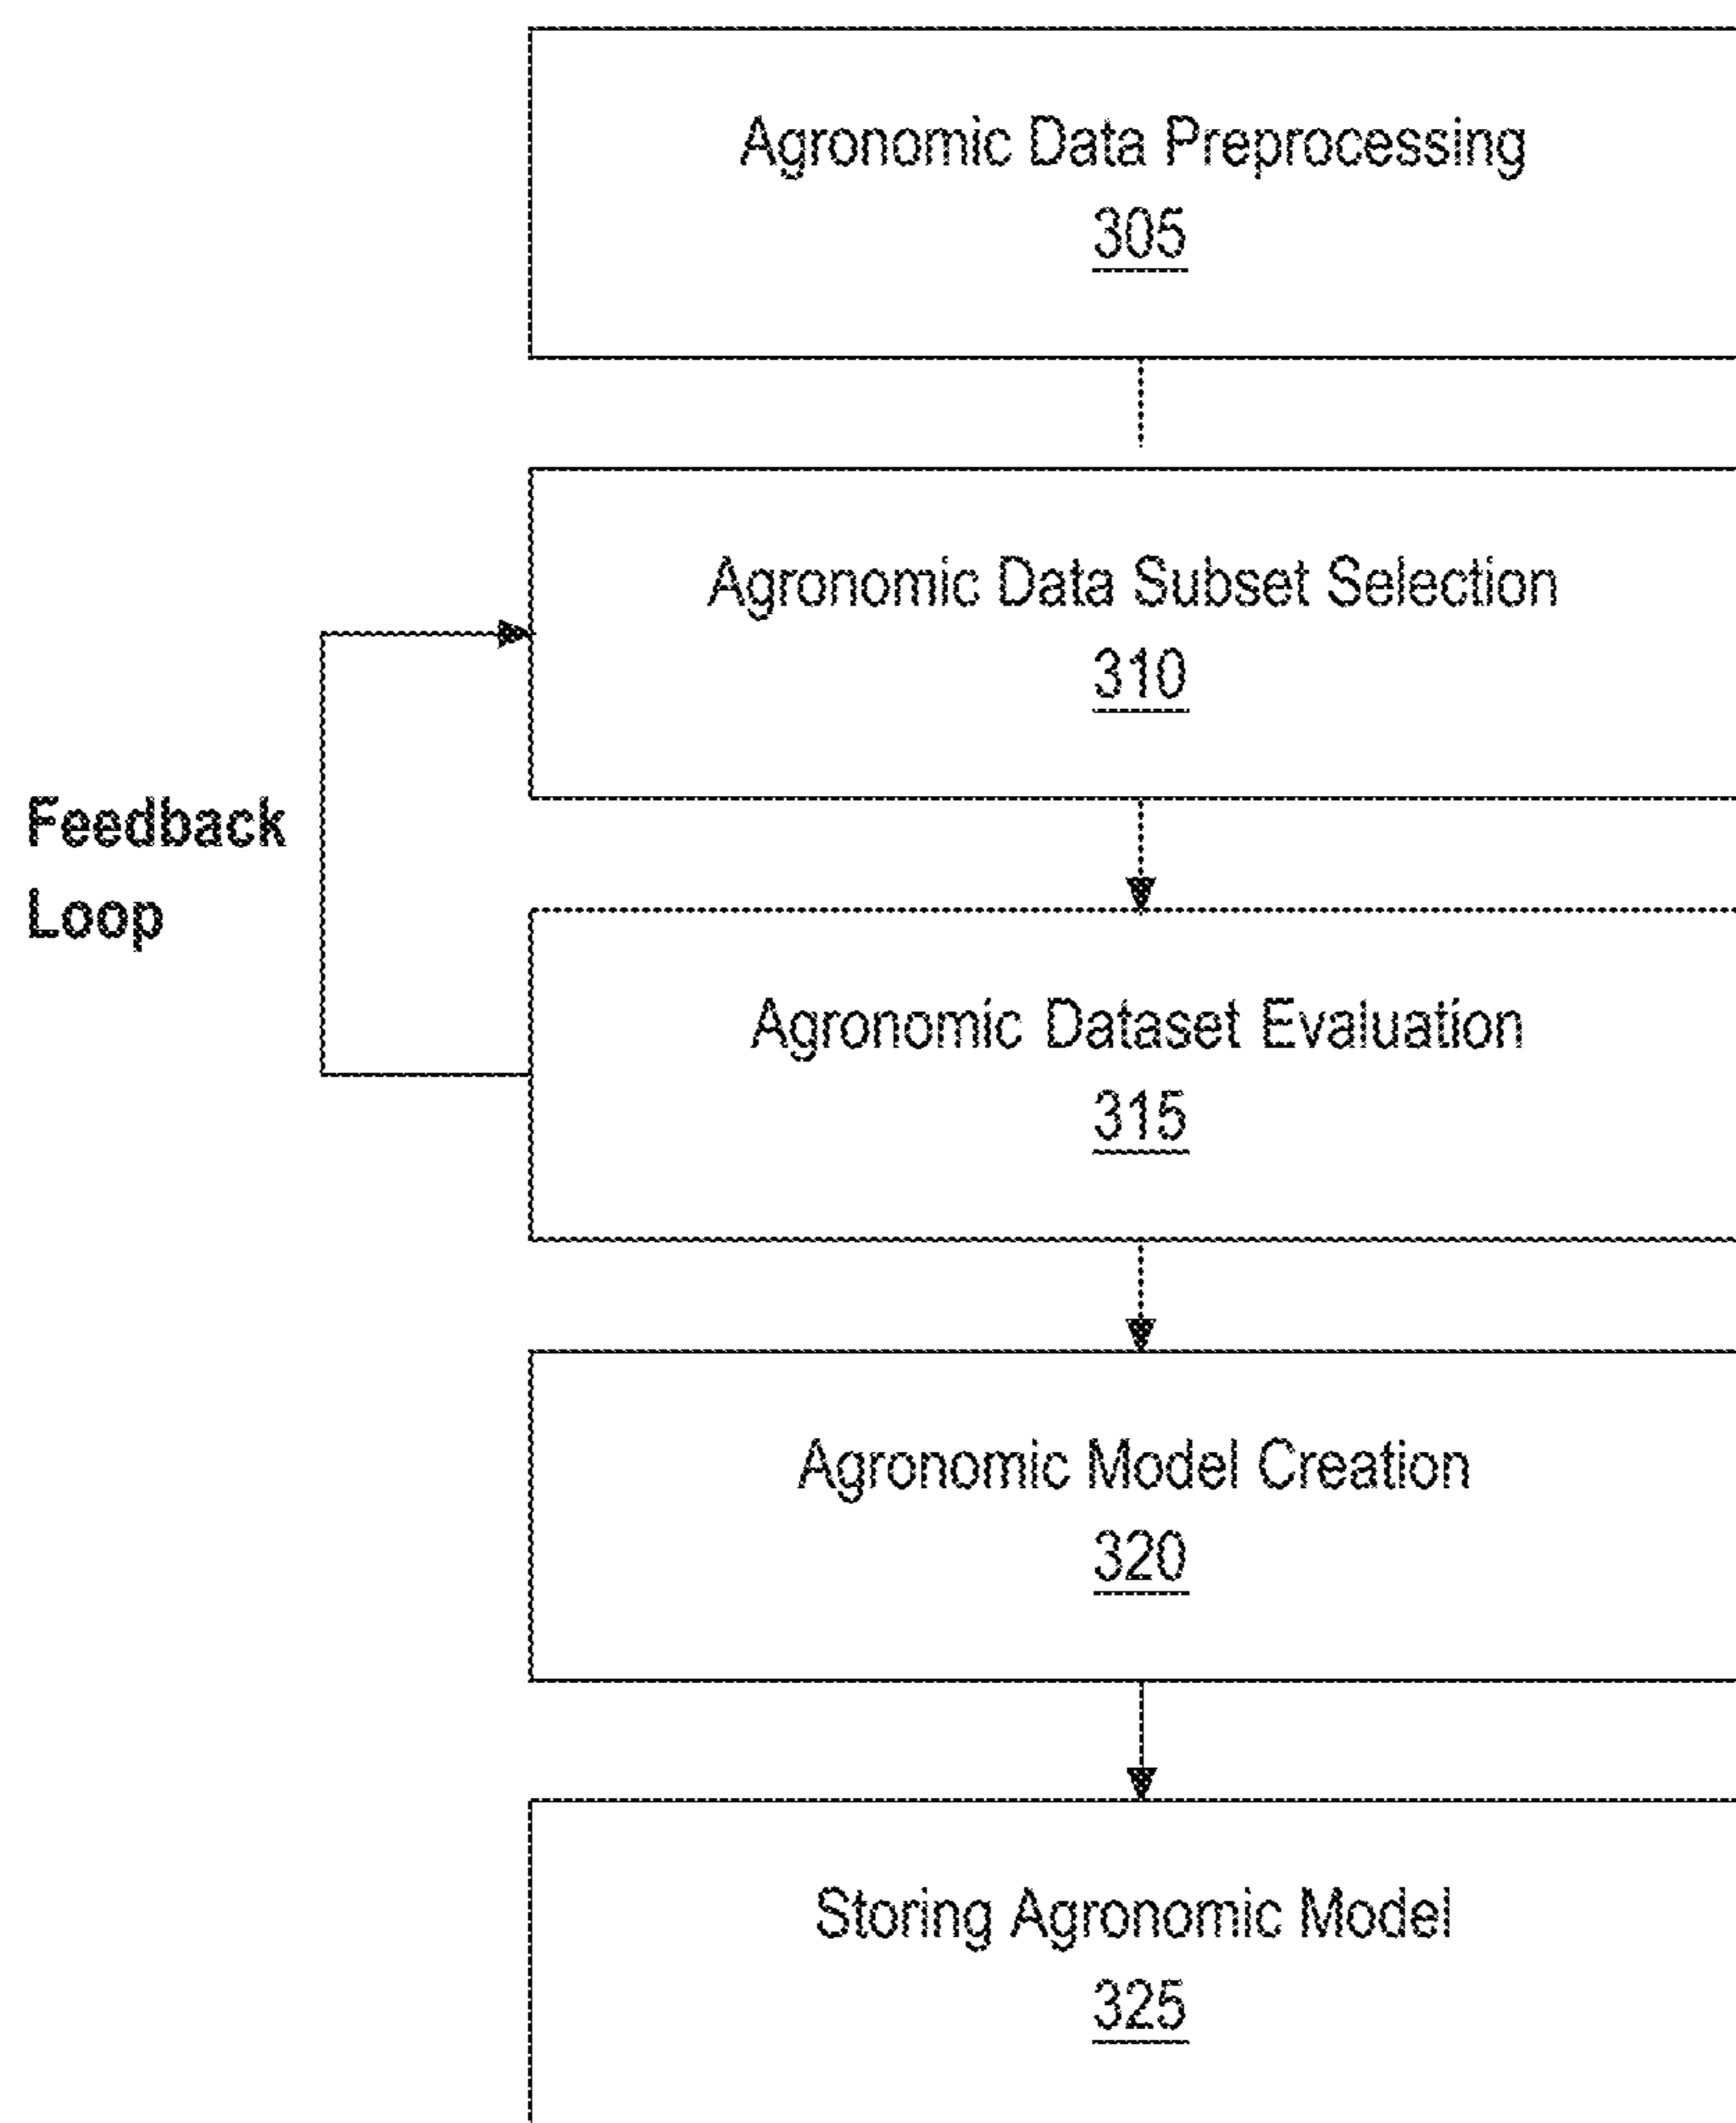 Agronomic Data Preprocessing
305
Agronomic Data Subset Selection
310
Feedback
Loop
Agronomic Dataset Evaluation
315
Agronomic Model Creation
320
Storing Agronomic Model
325